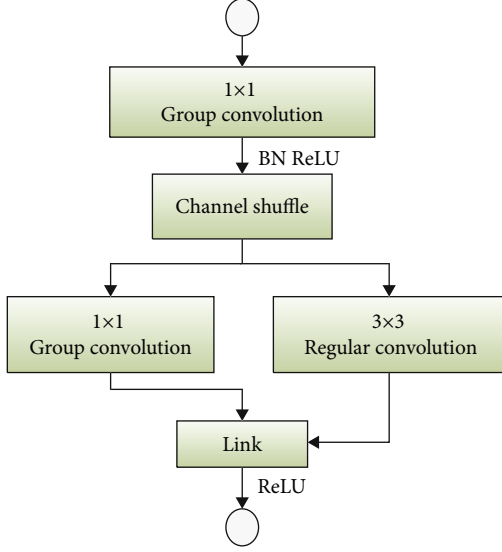 1×1
Group convolution
BN ReLU
Channel shuffle
1×1
Group convolution
3×3
Regular convolution
Link
ReLU